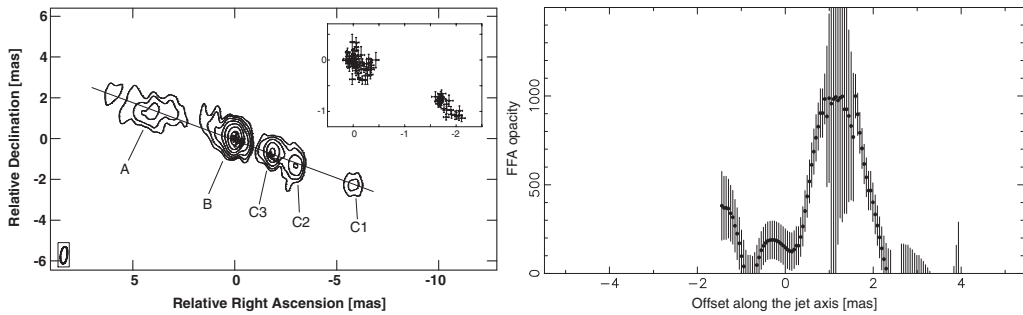 Relative Declination [mas]
6
4
2
0
-2
-4
-6
5
0
-5
-10
Relative Right Ascension [mas]
A
B
C3
C2
C1
0
-1
0
-1
-2
FFA opacity
1000
500
0
−4
−2
0
2
4
Offset along the jet axis [mas]